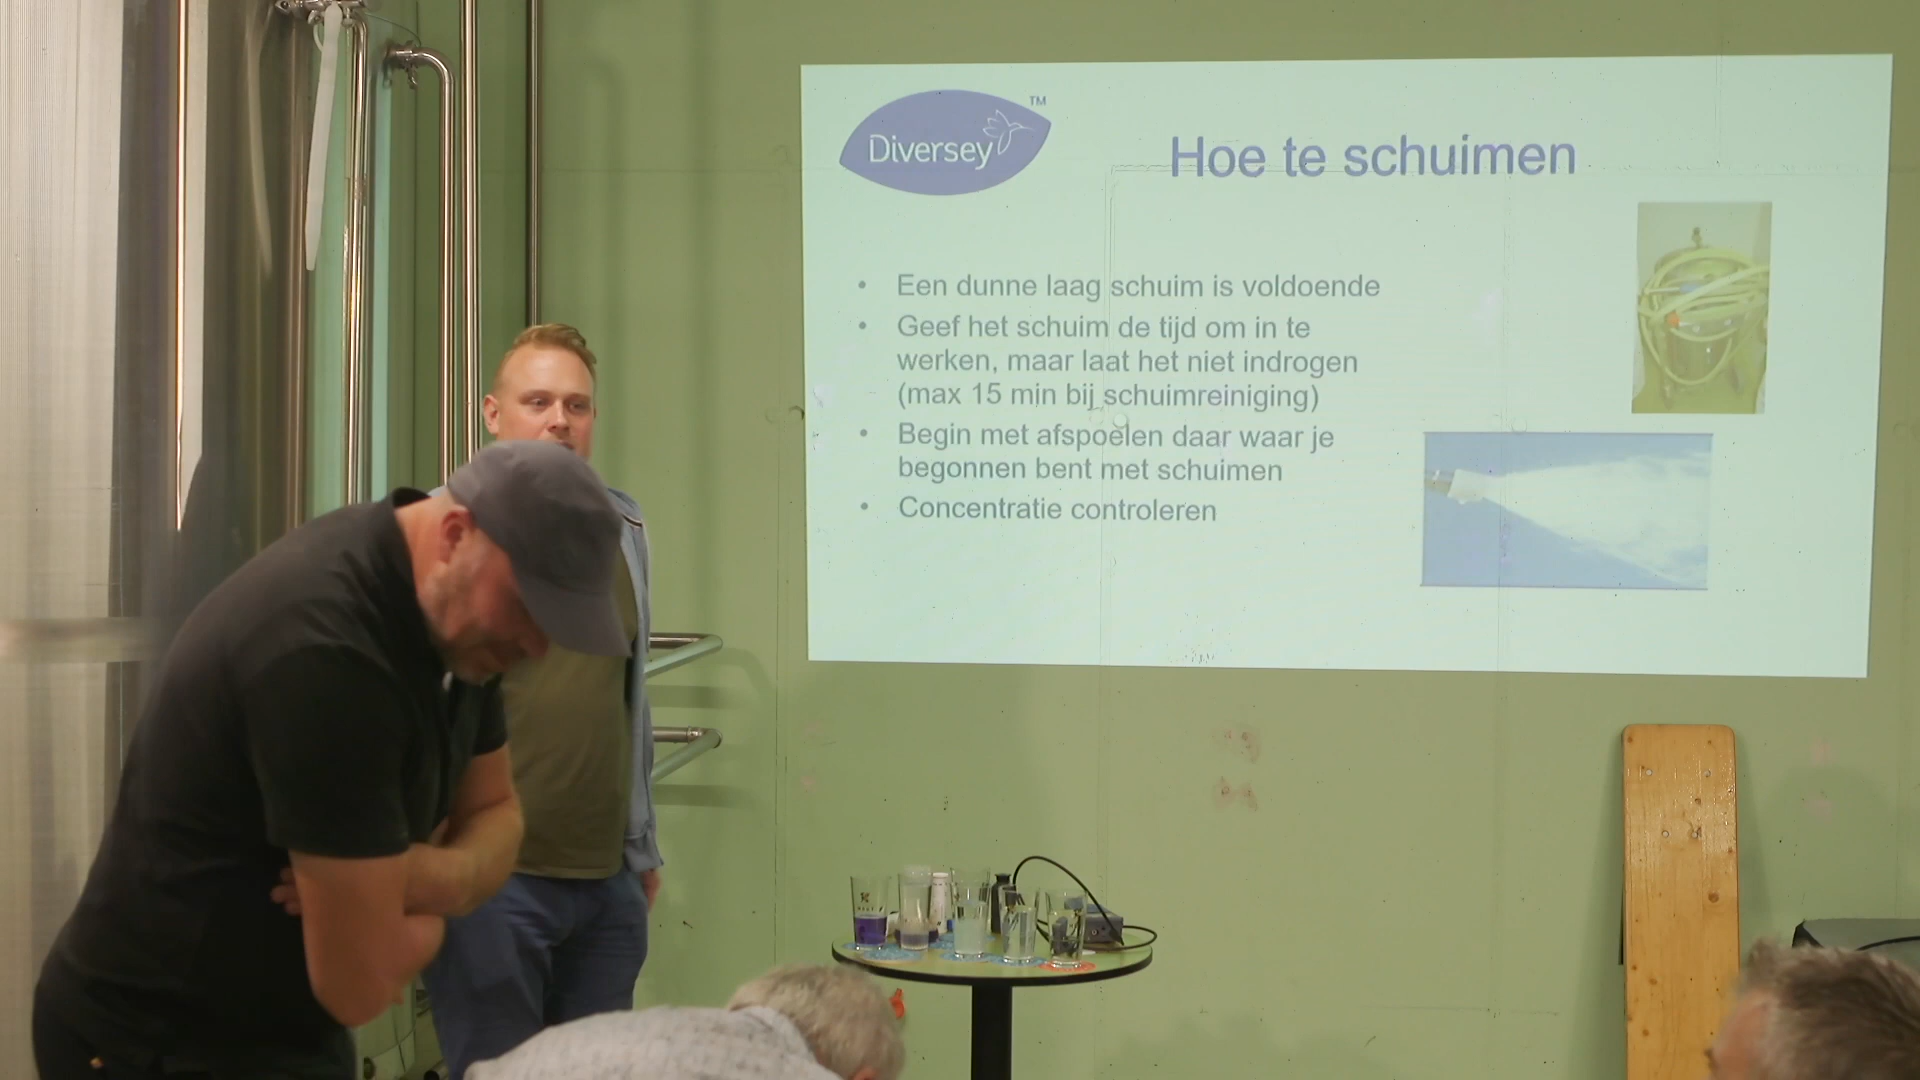 Diversey
TM
Hoe te schuimen
• Een dunne laag schuim is voldoende
• Geef het schuim de tijd om in te
werken, maar laat het niet indrogen
(max 15 min bij schuimreiniging)
• Begin met afspoelen daar waar je
begonnen bent met schuimen
• Concentratie controleren